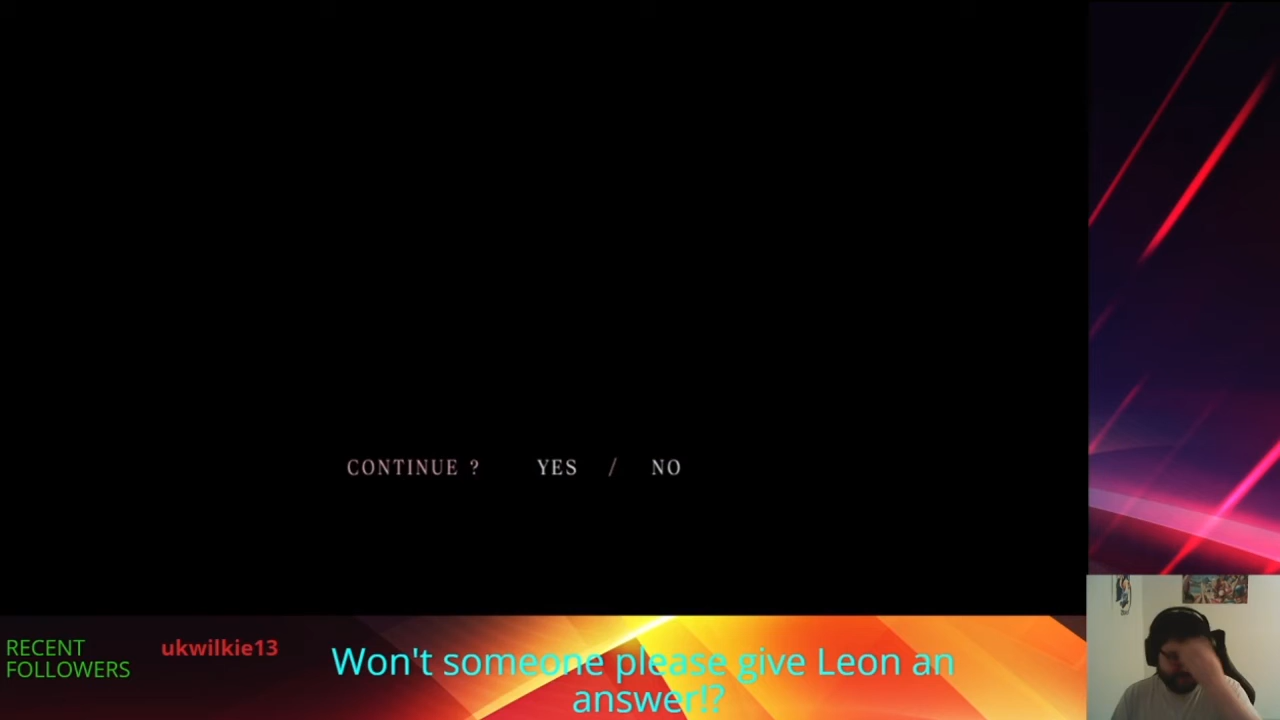 CONTINUE ? YES / NO
RECENT
FOLLOWERS
ukwilkie13
Won't someone please give Leon an
answer!?